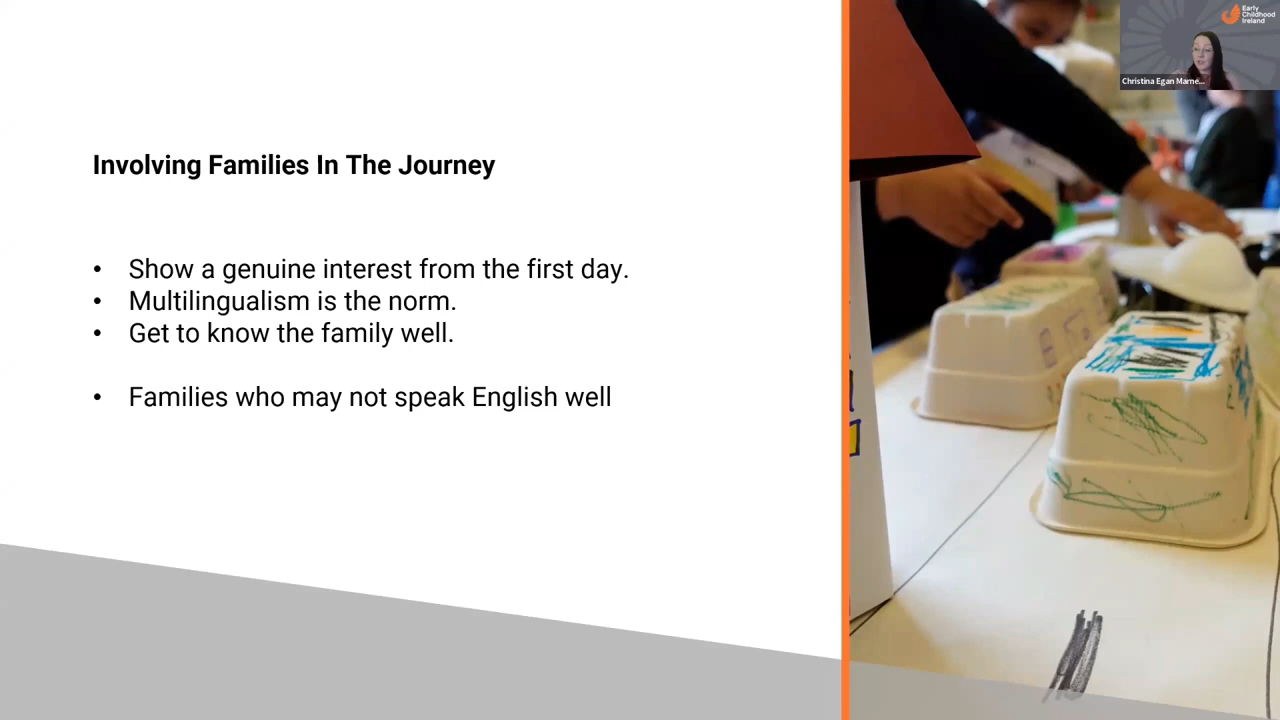 Early
Childhood
Ireland
Christina Egan Marne...
Involving Families In The Journey
• Show a genuine interest from the first day.
• Multilingualism is the norm.
• Get to know the family well.
• Families who may not speak English well